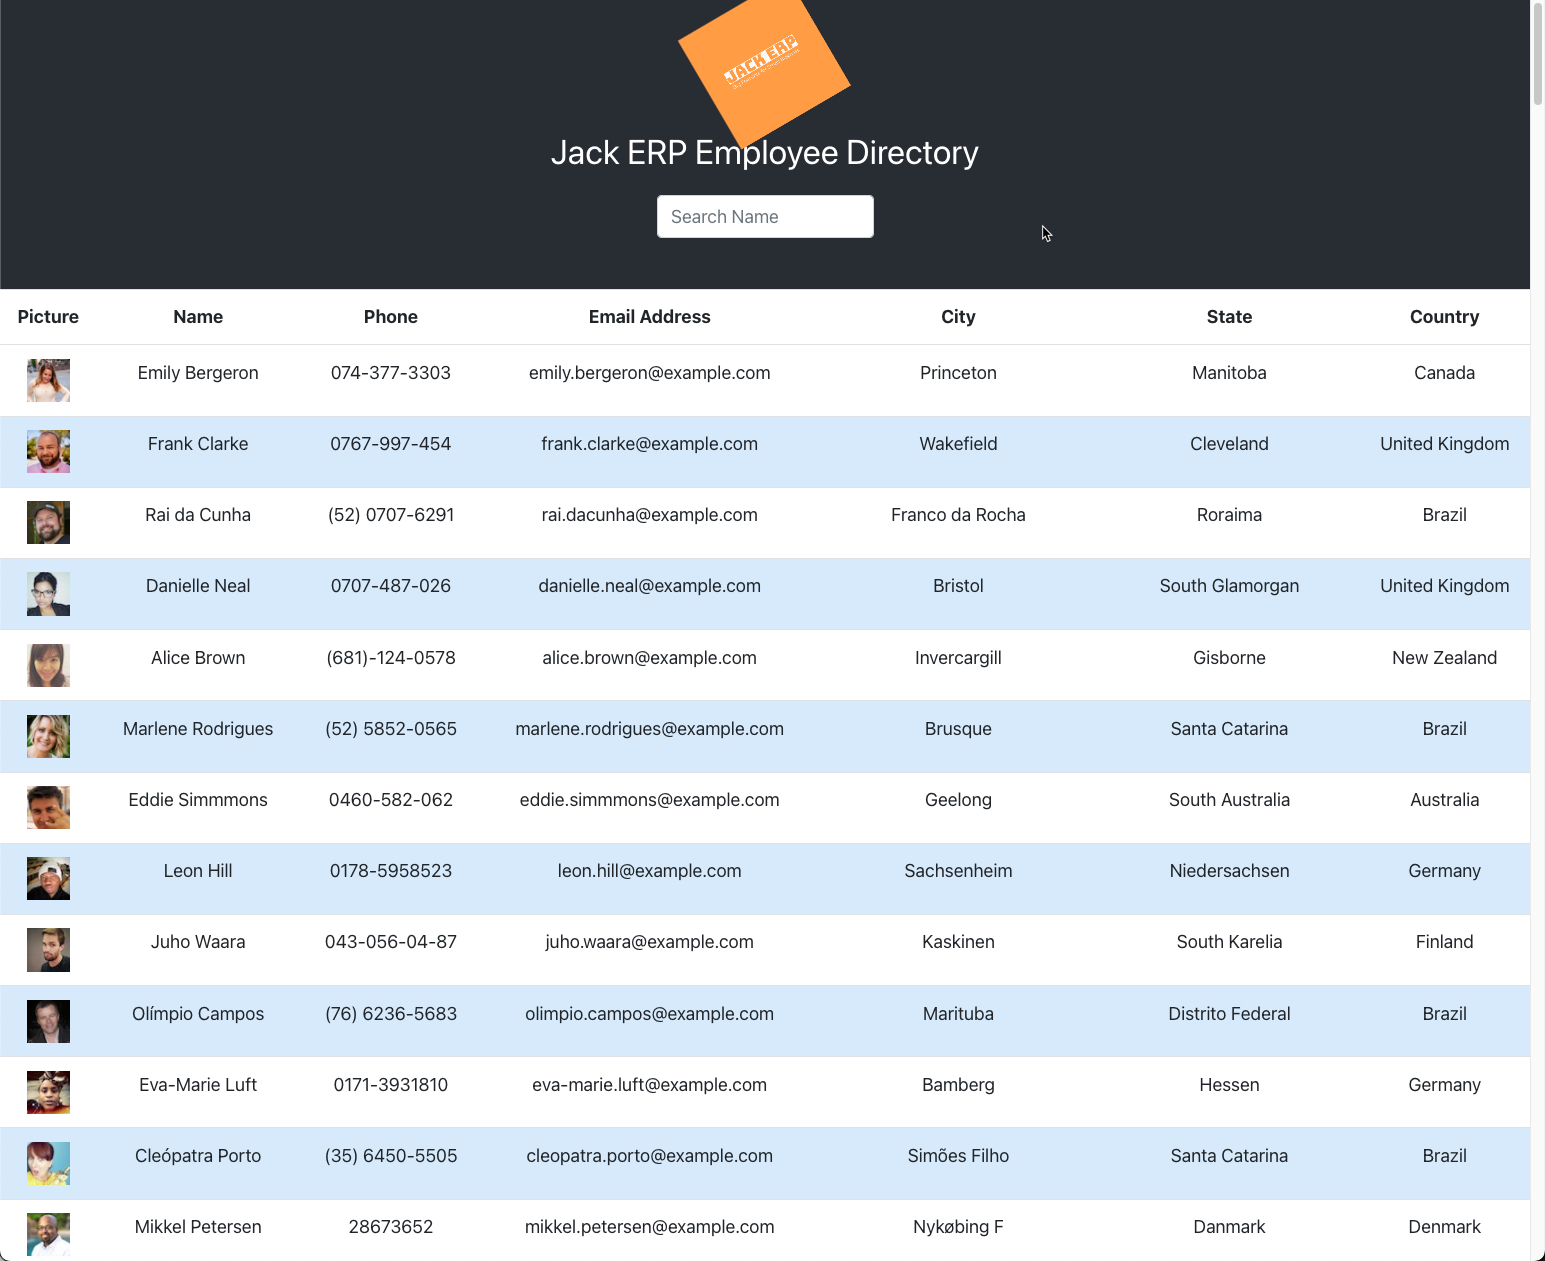 JACK ERP
Jack ERP Employee Directory
Search Name
Picture Name Phone Email Address City State Country
Emily Bergeron 074-377-3303 emily.bergeron@example.com Princeton Manitoba Canada
Frank Clarke 0767-997-454 frank.clarke@example.com Wakefield Cleveland United Kingdom
Rai da Cunha (52) 0707-6291 rai.dacunha@example.com Franco da Rocha Roraima Brazil
Danielle Neal 0707-487-026 danielle.neal@example.com Bristol South Glamorgan United Kingdom
Alice Brown (681)-124-0578 alice.brown@example.com Invercargill Gisborne New Zealand
Marlene Rodrigues (52) 5852-0565 marlene.rodrigues@example.com Brusque Santa Catarina Brazil
Eddie Simmmons 0460-582-062 eddie.simmmons@example.com Geelong South Australia Australia
Leon Hill 0178-5958523 leon.hill@example.com Sachsenheim Niedersachsen Germany
Juho Waara 043-056-04-87 juho.waara@example.com Kaskinen South Karelia Finland
Olímpio Campos (76) 6236-5683 olimpio.campos@example.com Marituba Distrito Federal Brazil
Eva-Marie Luft 0171-3931810 eva-marie.luft@example.com Bamberg Hessen Germany
Cleópatra Porto (35) 6450-5505 cleopatra.porto@example.com Simões Filho Santa Catarina Brazil
Mikkel Petersen 28673652 mikkel.petersen@example.com Nykøbing F Danmark Denmark